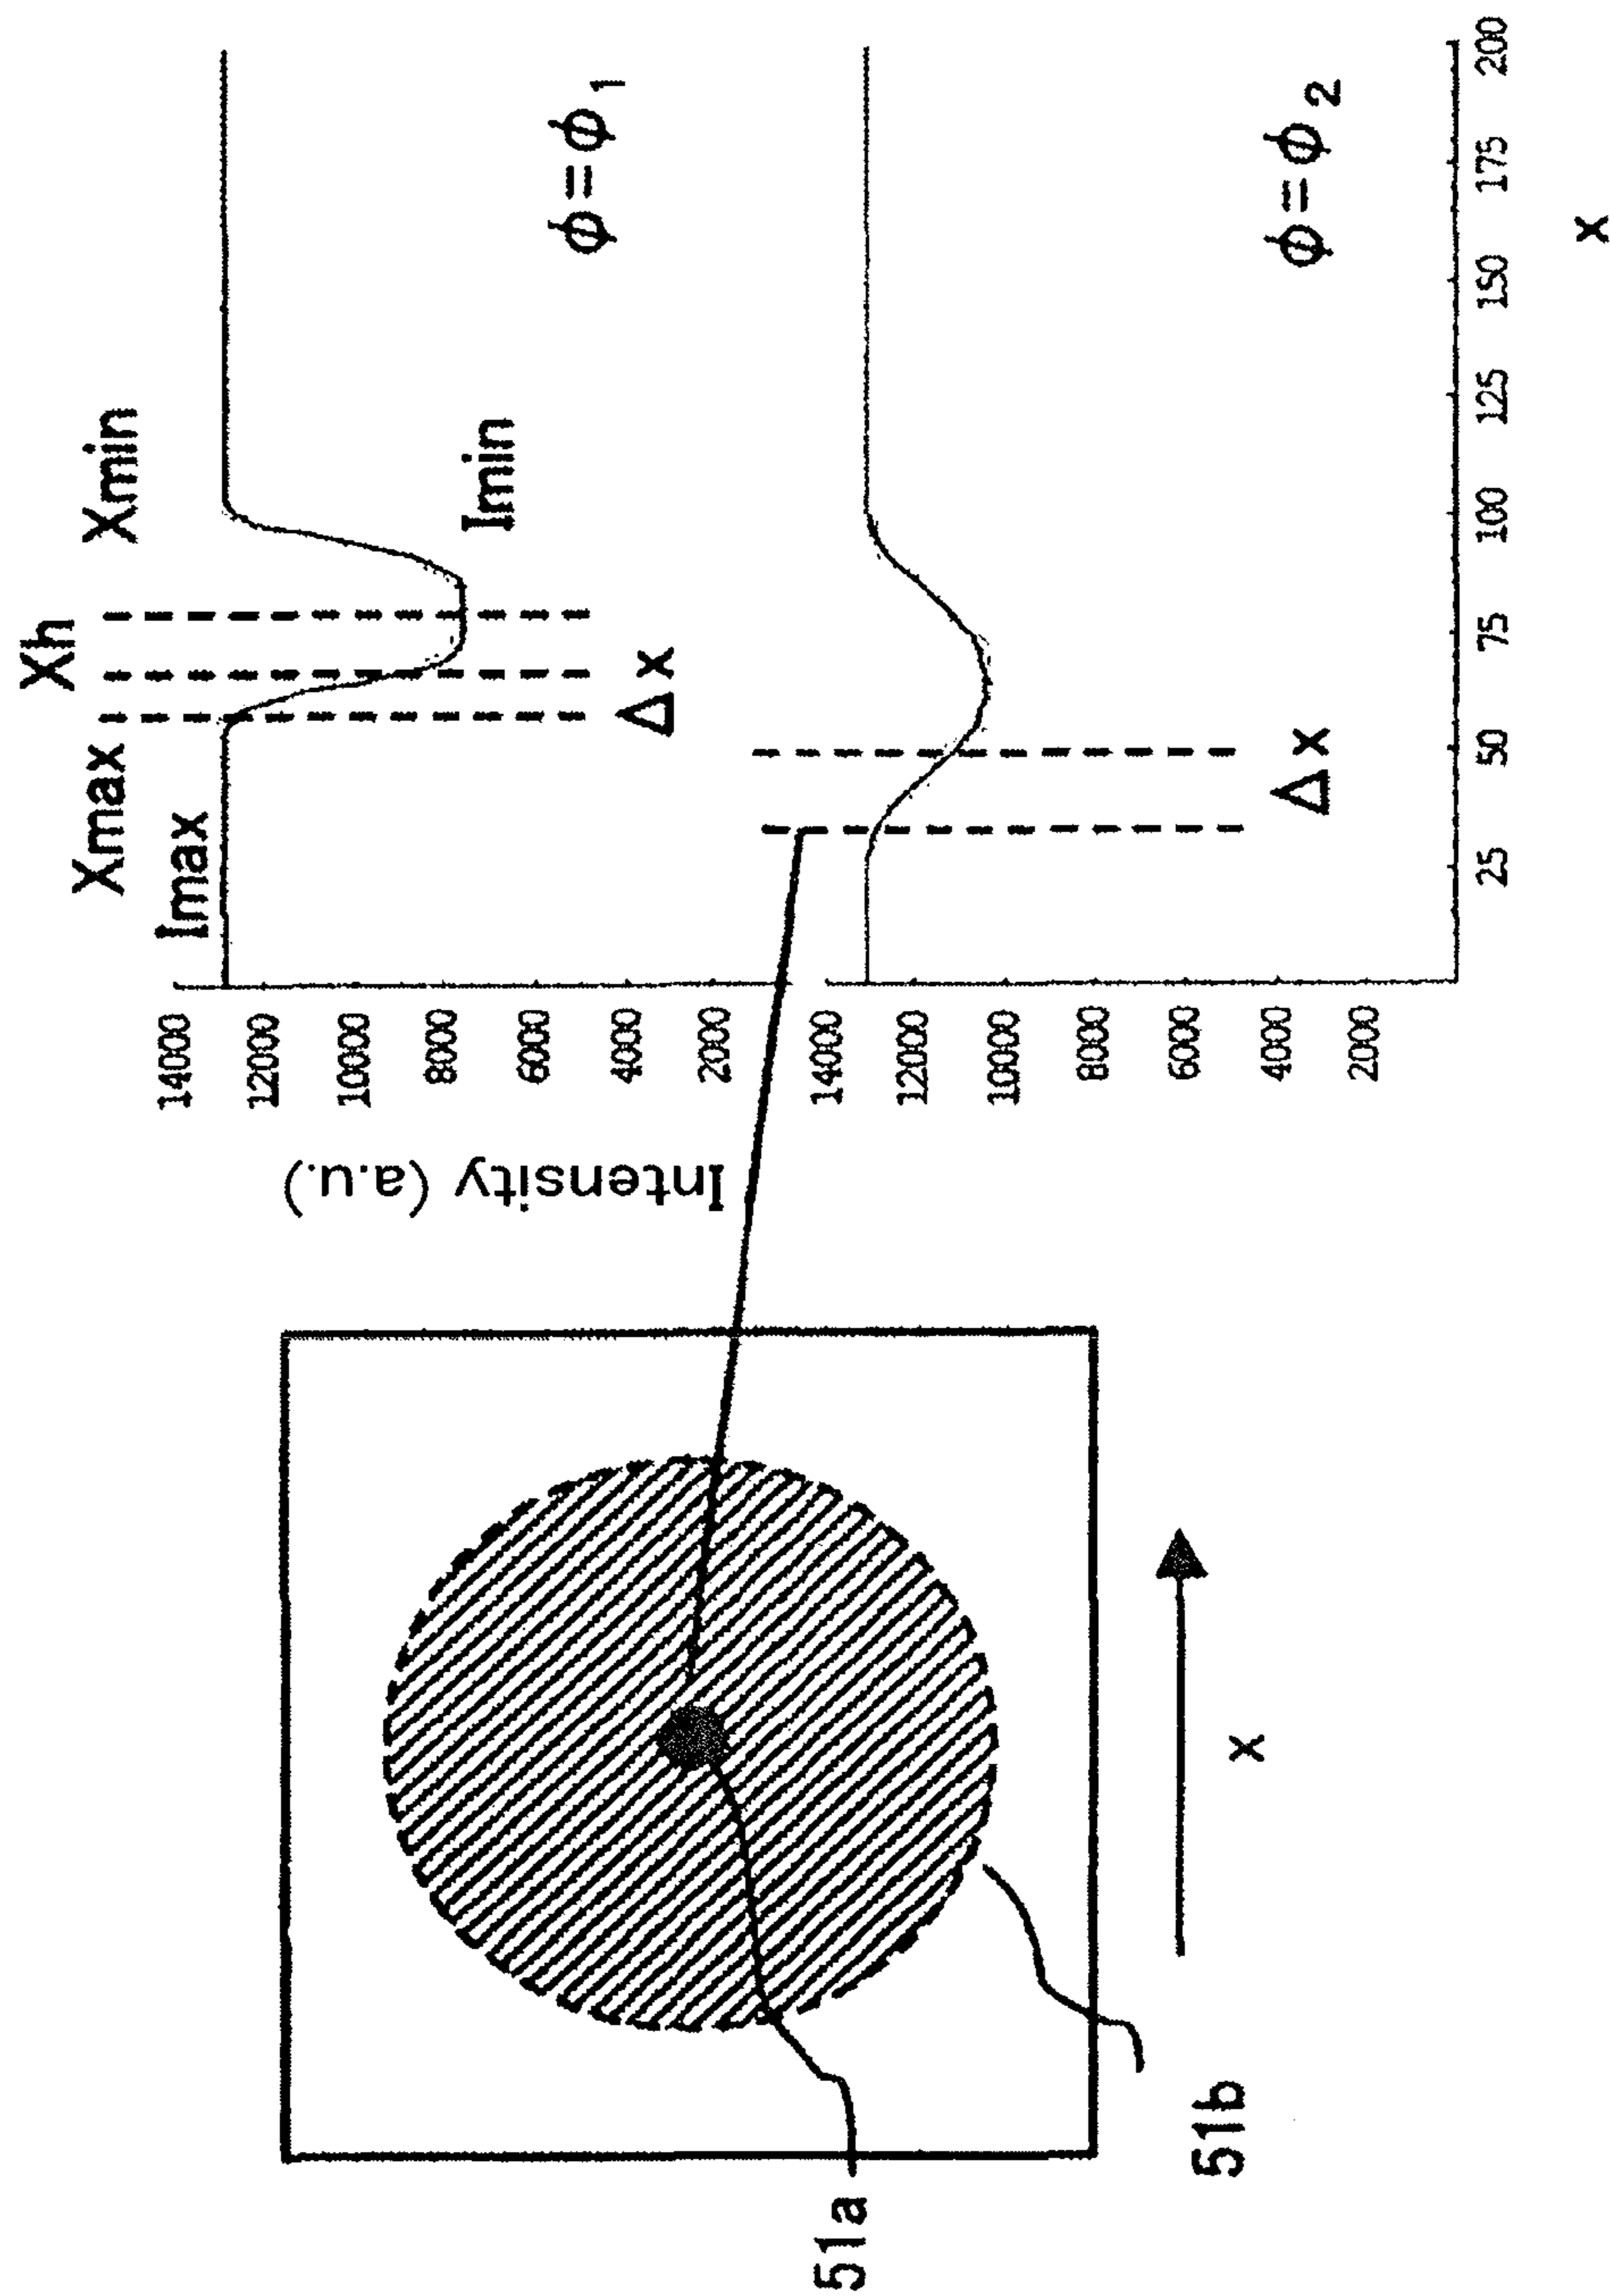 51a
51b
x
Intensity (a.u.)
Xh
Xmax
Xmin
Imax
Imin
Δx
ϕ=ϕ1
14000
12000
10000
8000
6000
4000
2000
Δx
ϕ=ϕ2
14000
12000
10000
8000
6000
4000
2000
25 50 75 100 125 150 175 200
x